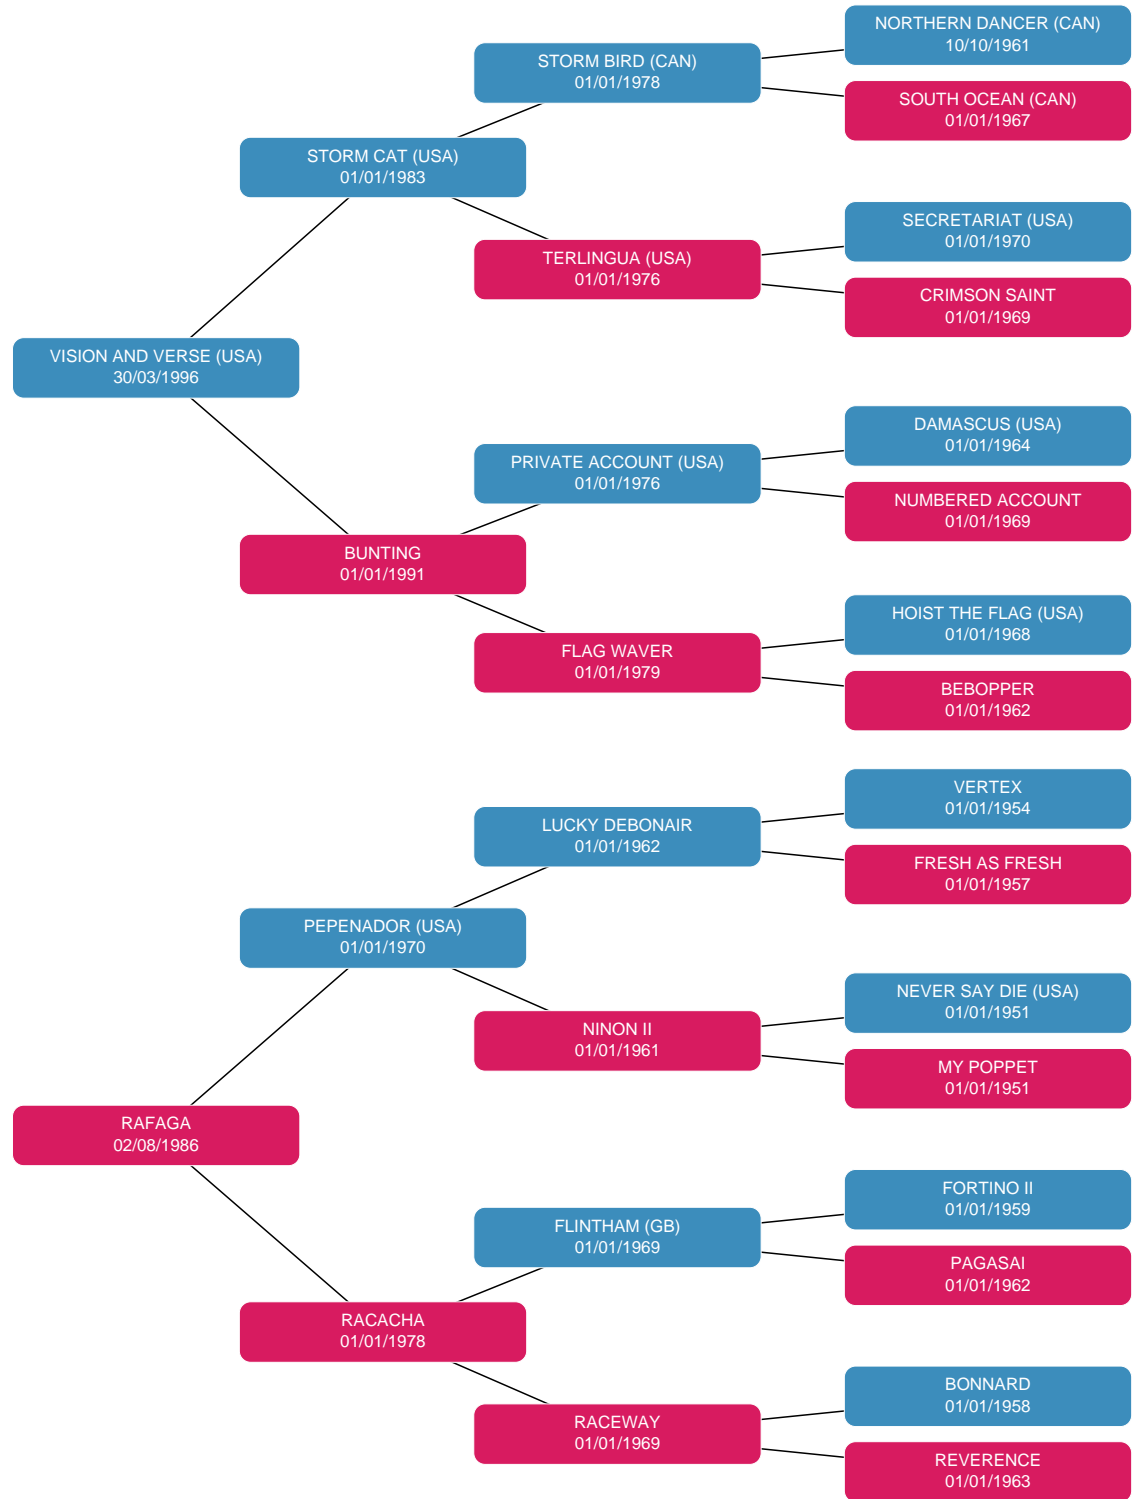 NORTHERN DANCER (CAN)
10/10/1961
STORM BIRD (CAN)
01/01/1978
SOUTH OCEAN (CAN)
01/01/1967
STORM CAT (USA)
01/01/1983
SECRETARIAT (USA)
01/01/1970
TERLINGUA (USA)
01/01/1976
CRIMSON SAINT
01/01/1969
VISION AND VERSE (USA)
30/03/1996
DAMASCUS (USA)
01/01/1964
PRIVATE ACCOUNT (USA)
01/01/1976
NUMBERED ACCOUNT
01/01/1969
BUNTING
01/01/1991
HOIST THE FLAG (USA)
01/01/1968
FLAG WAVER
01/01/1979
BEBOPPER
01/01/1962
VERTEX
01/01/1954
LUCKY DEBONAIR
01/01/1962
FRESH AS FRESH
01/01/1957
PEPENADOR (USA)
01/01/1970
NEVER SAY DIE (USA)
01/01/1951
NINON II
01/01/1961
MY POPPET
01/01/1951
RAFAGA
02/08/1986
FORTINO II
01/01/1959
FLINTHAM (GB)
01/01/1969
PAGASAI
01/01/1962
RACACHA
01/01/1978
BONNARD
01/01/1958
RACEWAY
01/01/1969
REVERENCE
01/01/1963